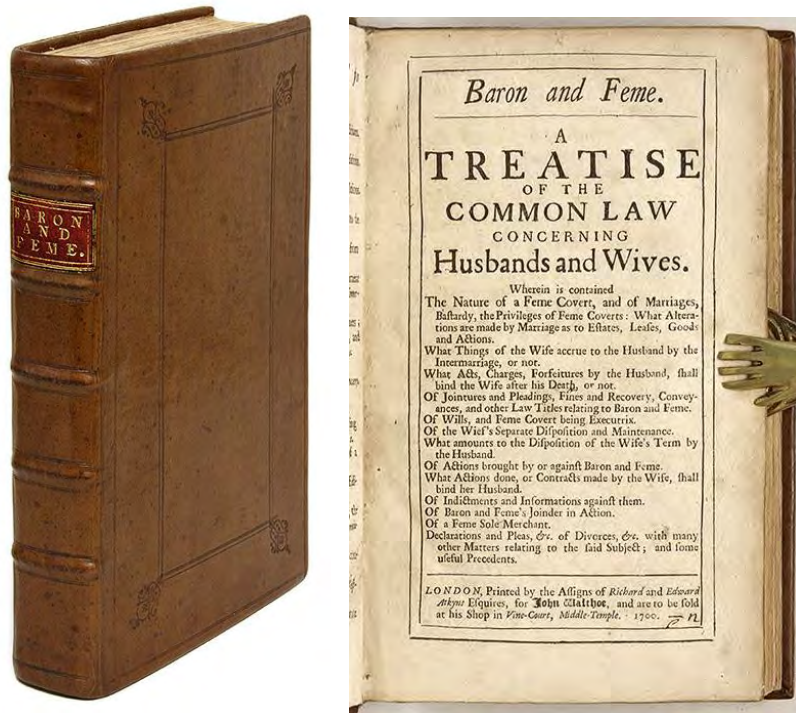 BARON
AND
FEME.
Baron and Feme.
A
TREATISE
OF THE
COMMON LAW
CONCERNING
Husbands and Wives.
Wherein is contained
The Nature of a Feme Covert, and of Marriages,
Baſtardy, the Privileges of Feme Coverts: What Altera-
tions are made by Marriage as to Eſtates, Leaſes, Goods
and Actions.
What Things of the Wife accrue to the Husband by the
Intermarriage, or not.
What Acts, Charges, Forfeitures by the Husband, ſhall
bind the Wife after his Death, or not.
Of Jointures and Pleadings, Fines and Recovery, Convey-
ances, and other Law Titles relating to Baron and Feme.
Of Wills, and Feme Covert being Executrix.
Of the Wief's Separate Diſpoſition and Maintenance.
What amounts to the Diſpoſition of the Wife's Term by
the Husband.
Of Actions brought by or againſt Baron and Feme.
What Actions done, or Contracts made by the Wife, ſhall
bind her Husband.
Of Indictments and Informations againſt them.
Of Baron and Feme's Joinder in Action.
Of a Feme Sole Merchant.
Declarations and Pleas, &c. of Divorces, &c. with many
other Matters relating to the ſaid Subject; and ſome
uſeful Precedents.
LONDON, Printed by the Aſſigns of Richard and Edward
Atkyns Eſquires, for John Walthoe, and are to be ſold
at his Shop in Vine-Court, Middle-Temple. 1700.